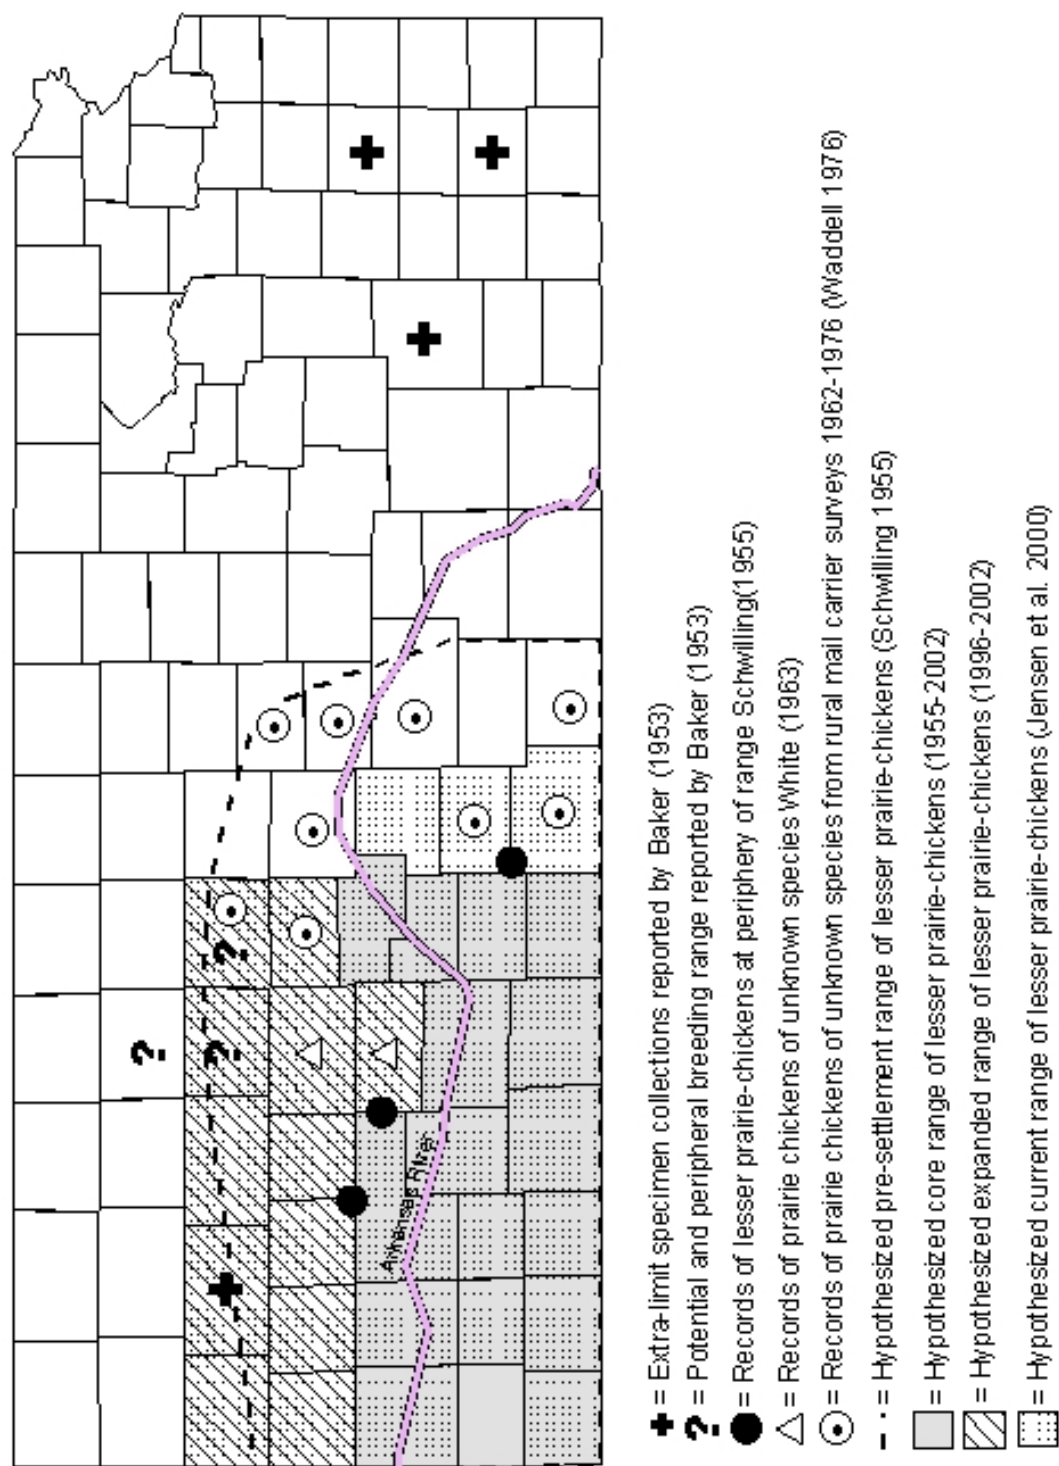 ?
?
?
Arkansas River
✚ = Extra-limit specimen collections reported by Baker (1953)
? = Potential and peripheral breeding range reported by Baker (1953)
● = Records of lesser prairie-chickens at periphery of range Schwilling(1955)
△ = Records of prairie chickens of unknown species White (1963)
☉ = Records of prairie chickens of unknown species from rural mail carrier surveys 1962-1976 (Waddell 1976)
- · = Hypothesized pre-settlement range of lesser prairie-chickens (Schwilling 1955)
= Hypothesized core range of lesser prairie-chickens (1955-2002)
= Hypothesized expanded range of lesser prairie-chickens (1996-2002)
= Hypothesized current range of lesser prairie-chickens (Jensen et al. 2000)